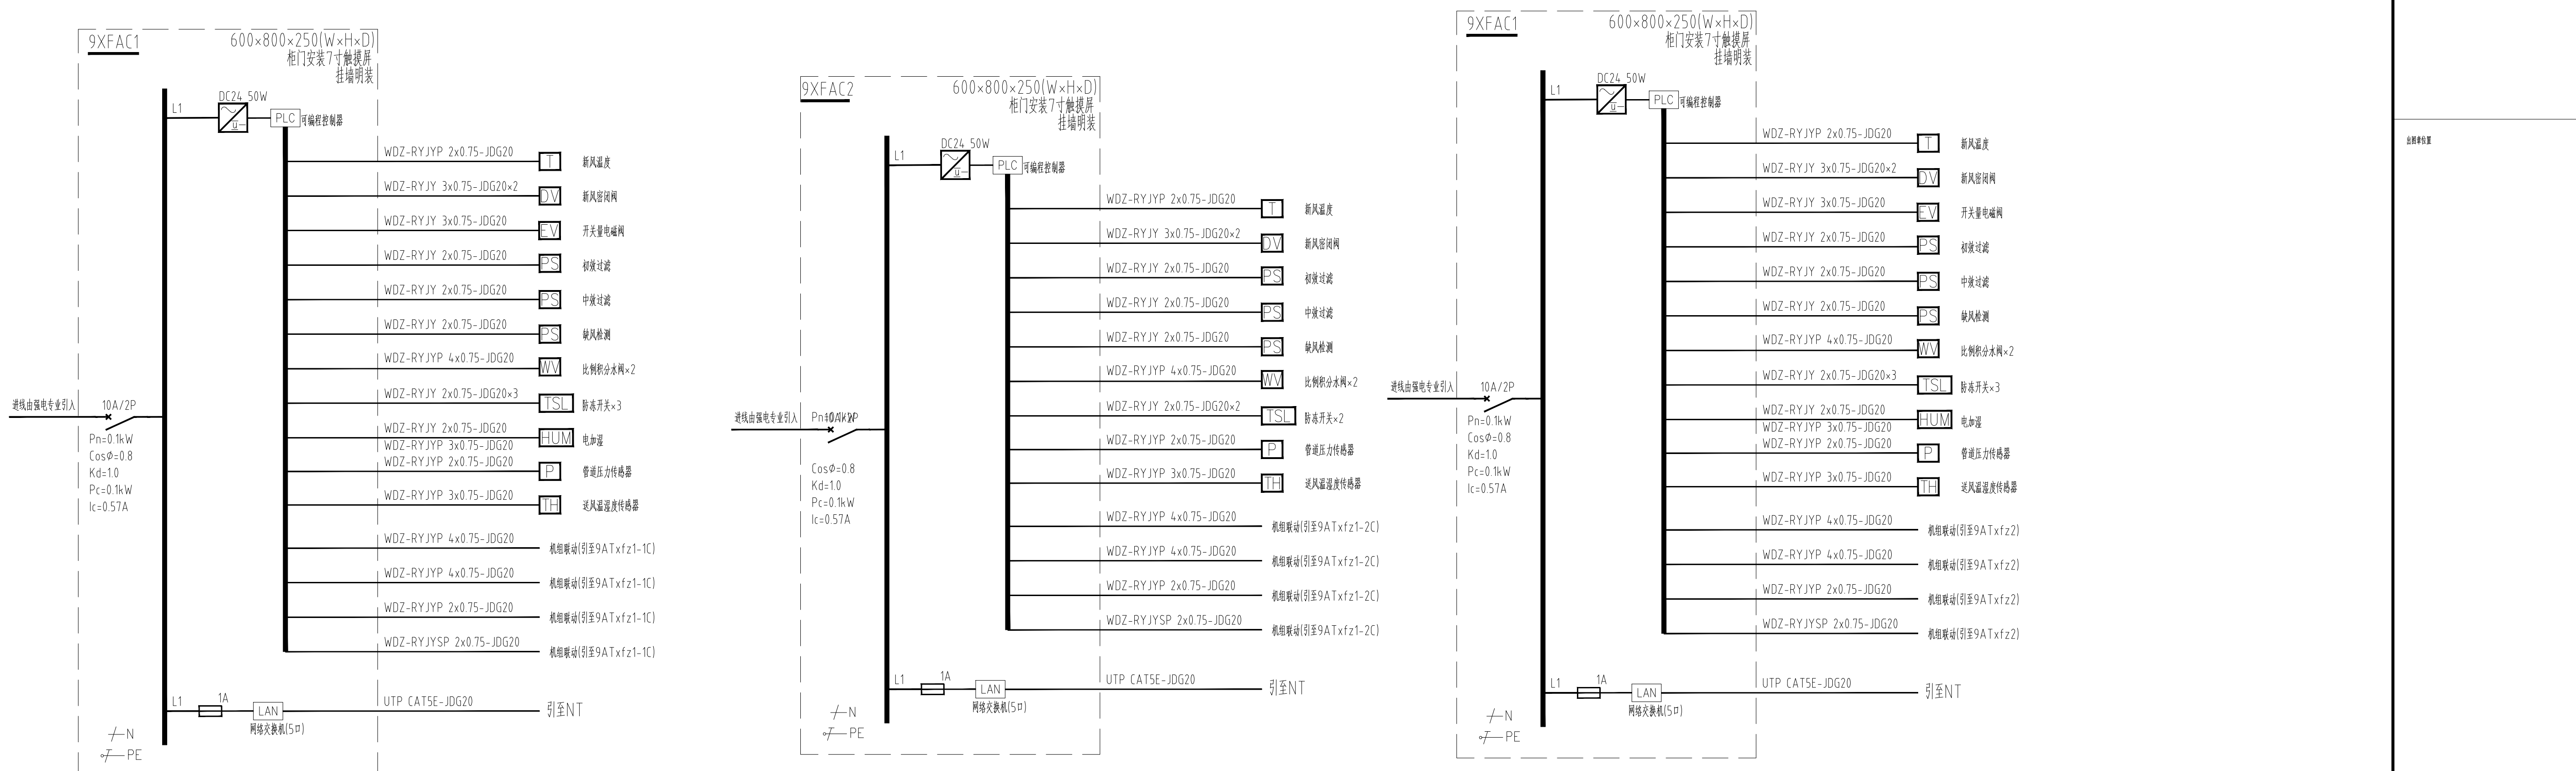 9XFAC1
600×800×250(W×H×D)
柜门安装7寸触摸屏
挂墙明装
L1
DC24 50W
PLC
可编程控制器
WDZ-RYJYP 2x0.75-JDG20
T
新风温度
WDZ-RYJY 3x0.75-JDG20×2
DV
新风密闭阀
WDZ-RYJY 3x0.75-JDG20
EV
开关量电磁阀
WDZ-RYJY 2x0.75-JDG20
PS
初效过滤
WDZ-RYJY 2x0.75-JDG20
PS
中效过滤
WDZ-RYJY 2x0.75-JDG20
PS
缺风检测
WDZ-RYJYP 4x0.75-JDG20
WV
比例积分水阀×2
WDZ-RYJY 2x0.75-JDG20×3
TSL
防冻开关×3
进线由强电专业引入
10A/2P
Pn=0.1kW
CosΦ=0.8
Kd=1.0
Pc=0.1kW
Ic=0.57A
WDZ-RYJY 2x0.75-JDG20
HUM
电加湿
WDZ-RYJYP 3x0.75-JDG20
WDZ-RYJYP 2x0.75-JDG20
P
管道压力传感器
WDZ-RYJYP 3x0.75-JDG20
TH
送风温湿度传感器
WDZ-RYJYP 4x0.75-JDG20
机组联动(引至9ATxfz1-1C)
WDZ-RYJYP 4x0.75-JDG20
机组联动(引至9ATxfz1-1C)
WDZ-RYJYP 2x0.75-JDG20
机组联动(引至9ATxfz1-1C)
WDZ-RYJYSP 2x0.75-JDG20
机组联动(引至9ATxfz1-1C)
L1
1A
LAN
UTP CAT5E-JDG20
引至NT
网络交换机(5口)
N
PE
9XFAC2
600×800×250(W×H×D)
柜门安装7寸触摸屏
挂墙明装
L1
DC24 50W
PLC
可编程控制器
WDZ-RYJYP 2x0.75-JDG20
T
新风温度
WDZ-RYJY 3x0.75-JDG20×2
DV
新风密闭阀
WDZ-RYJY 2x0.75-JDG20
PS
初效过滤
WDZ-RYJY 2x0.75-JDG20
PS
中效过滤
WDZ-RYJY 2x0.75-JDG20
PS
缺风检测
WDZ-RYJYP 4x0.75-JDG20
WV
比例积分水阀×2
WDZ-RYJY 2x0.75-JDG20×2
TSL
防冻开关×2
进线由强电专业引入
Pn=0.1kW
10A/2P
CosΦ=0.8
Kd=1.0
Pc=0.1kW
Ic=0.57A
WDZ-RYJYP 2x0.75-JDG20
P
管道压力传感器
WDZ-RYJYP 3x0.75-JDG20
TH
送风温湿度传感器
WDZ-RYJYP 4x0.75-JDG20
机组联动(引至9ATxfz1-2C)
WDZ-RYJYP 4x0.75-JDG20
机组联动(引至9ATxfz1-2C)
WDZ-RYJYP 2x0.75-JDG20
机组联动(引至9ATxfz1-2C)
WDZ-RYJYSP 2x0.75-JDG20
机组联动(引至9ATxfz1-2C)
L1
1A
LAN
UTP CAT5E-JDG20
引至NT
网络交换机(5口)
N
PE
9XFAC1
600×800×250(W×H×D)
柜门安装7寸触摸屏
挂墙明装
L1
DC24 50W
PLC
可编程控制器
WDZ-RYJYP 2x0.75-JDG20
T
新风温度
WDZ-RYJYP 3x0.75-JDG20×2
DV
新风密闭阀
WDZ-RYJY 3x0.75-JDG20
EV
开关量电磁阀
WDZ-RYJY 2x0.75-JDG20
PS
初效过滤
WDZ-RYJY 2x0.75-JDG20
PS
中效过滤
WDZ-RYJY 2x0.75-JDG20
PS
缺风检测
WDZ-RYJYP 4x0.75-JDG20
WV
比例积分水阀×2
WDZ-RYJY 2x0.75-JDG20×3
TSL
防冻开关×3
进线由强电专业引入
10A/2P
Pn=0.1kW
CosΦ=0.8
Kd=1.0
Pc=0.1kW
Ic=0.57A
WDZ-RYJY 2x0.75-JDG20
HUM
电加湿
WDZ-RYJYP 3x0.75-JDG20
WDZ-RYJYP 2x0.75-JDG20
P
管道压力传感器
WDZ-RYJYP 3x0.75-JDG20
TH
送风温湿度传感器
WDZ-RYJYP 4x0.75-JDG20
机组联动(引至9ATxfz2)
WDZ-RYJYP 4x0.75-JDG20
机组联动(引至9ATxfz2)
WDZ-RYJYP 2x0.75-JDG20
机组联动(引至9ATxfz2)
WDZ-RYJYSP 2x0.75-JDG20
机组联动(引至9ATxfz2)
L1
1A
LAN
UTP CAT5E-JDG20
引至NT
网络交换机(5口)
N
PE
出图章位置